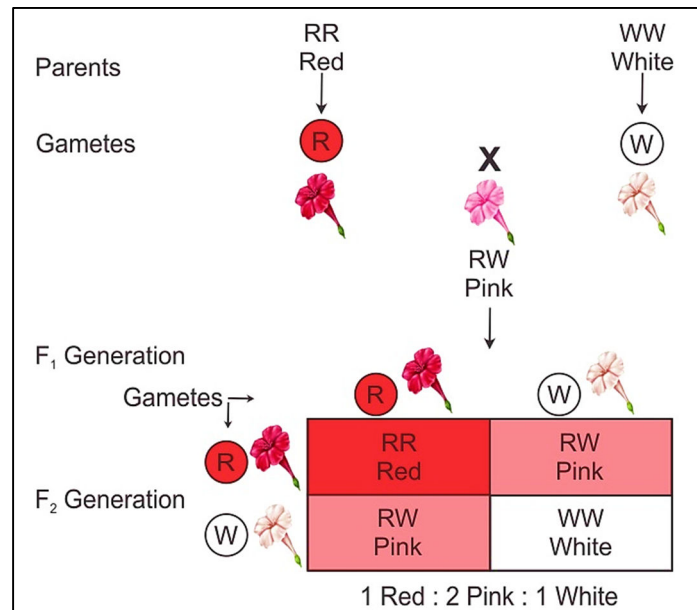 RR
Red
WW
White
Parents
Gametes
R
X
W
RW
Pink
F₁ Generation
Gametes
R
W
R
RR
Red
RW
Pink
F₂ Generation
W
RW
Pink
WW
White
1 Red : 2 Pink : 1 White